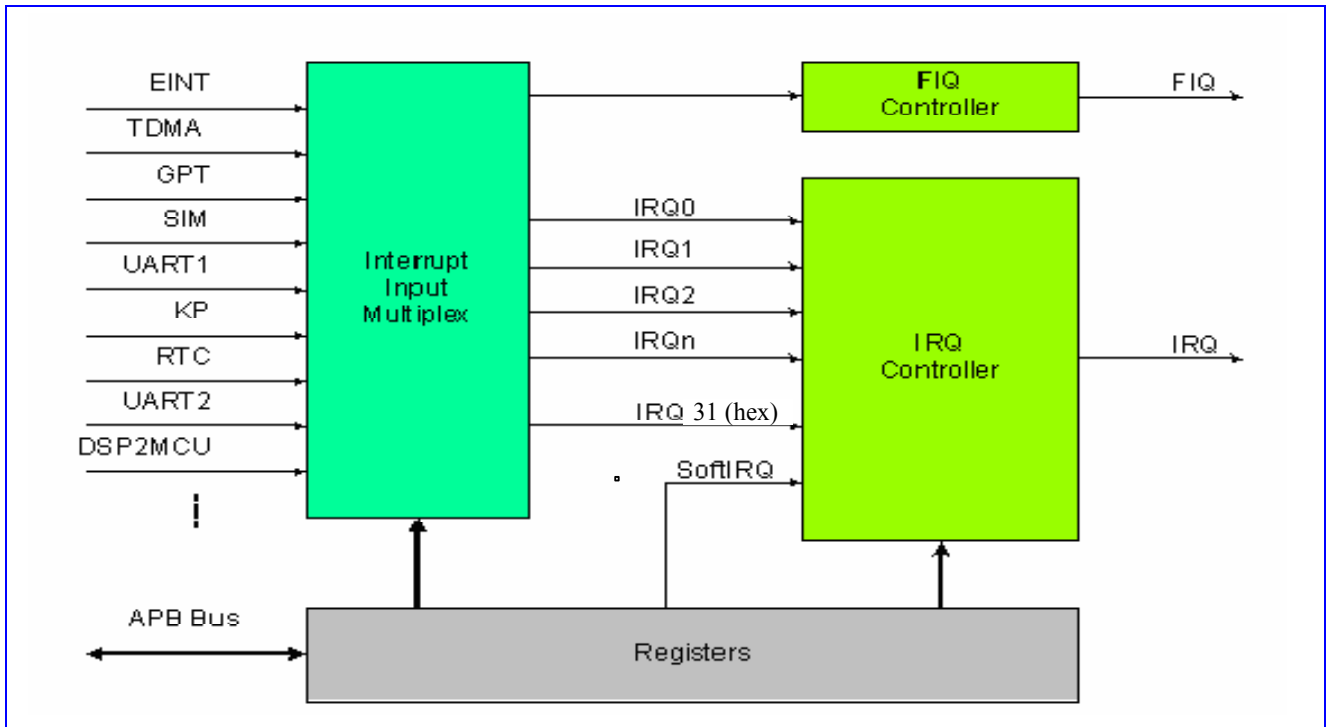 EINT
TDMA
GPT
SIM
UART1
KP
RTC
UART2
DSP2MCU
APB Bus
Interrupt
Input
Multiplex
IRQ0
IRQ1
IRQ2
IRQn
IRQ 31 (hex)
SoftIRQ
FIQ
Controller
FIQ
IRQ
Controller
IRQ
Registers